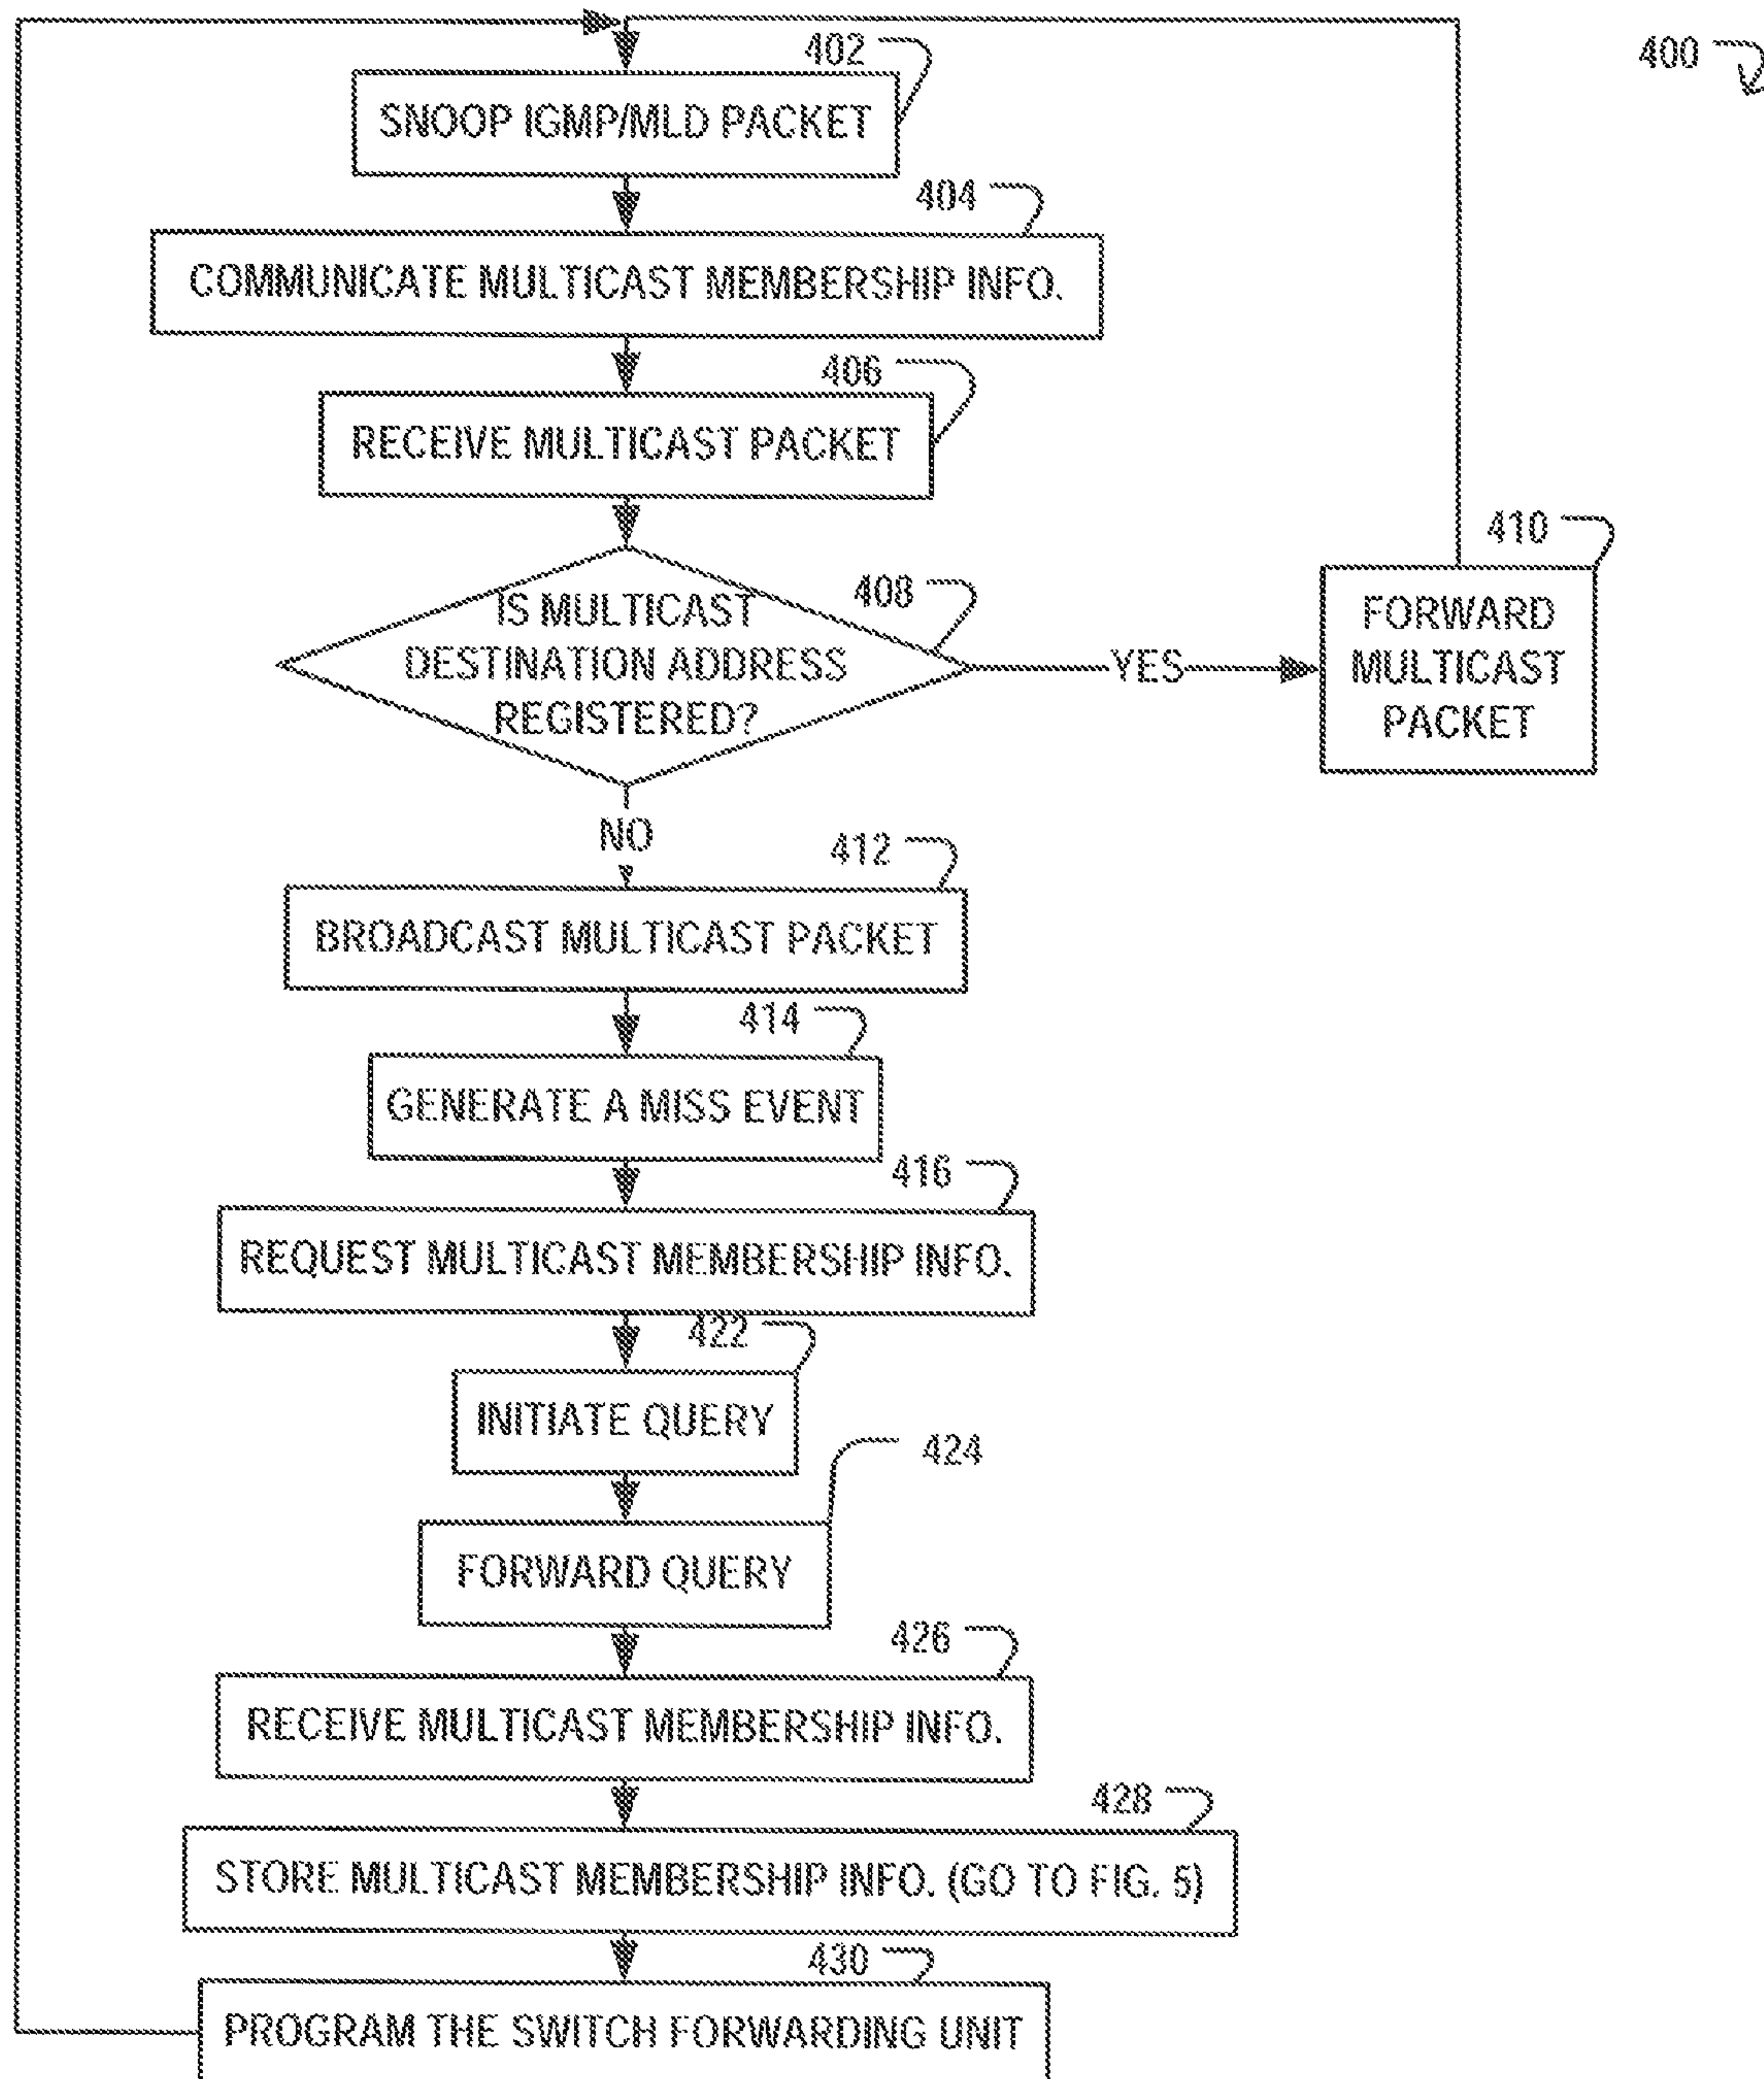 402
400
SNOOP IGMP/MLD PACKET
404
COMMUNICATE MULTICAST MEMBERSHIP INFO.
406
RECEIVE MULTICAST PACKET
408
IS MULTICAST
DESTINATION ADDRESS
REGISTERED?
YES
410
FORWARD
MULTICAST
PACKET
NO
412
BROADCAST MULTICAST PACKET
414
GENERATE A MISS EVENT
416
REQUEST MULTICAST MEMBERSHIP INFO.
422
INITIATE QUERY
424
FORWARD QUERY
426
RECEIVE MULTICAST MEMBERSHIP INFO.
428
STORE MULTICAST MEMBERSHIP INFO. (GO TO FIG. 5)
430
PROGRAM THE SWITCH FORWARDING UNIT